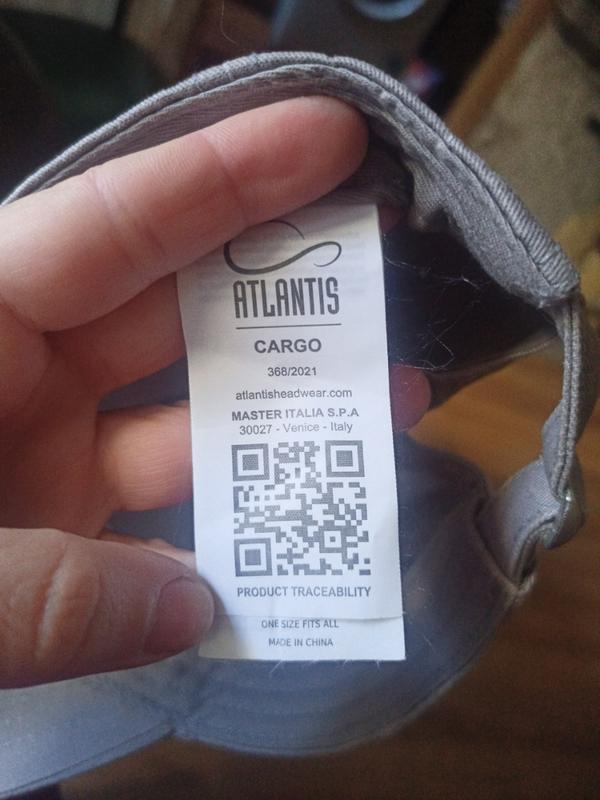 ATLANTIS
CARGO
368/2021
atlantisheadwear.com
MASTER ITALIA S.P.A
30027 - Venice - Italy
PRODUCT TRACEABILITY
ONE SIZE FITS ALL
MADE IN CHINA